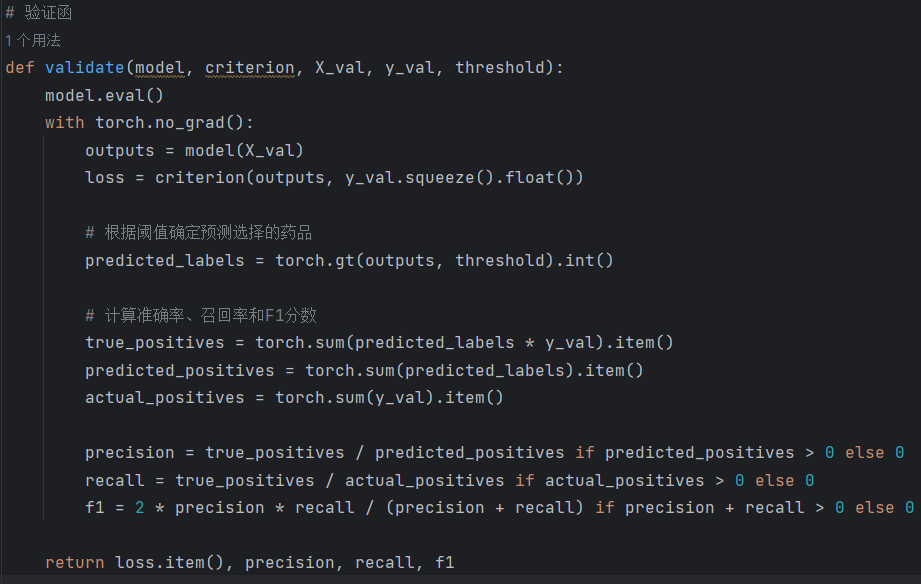 # 验证函
1个用法
def validate(model, criterion, X_val, y_val, threshold):
    model.eval()
    with torch.no_grad():
        outputs = model(X_val)
        loss = criterion(outputs, y_val.squeeze().float())

        # 根据阈值确定预测选择的药品
        predicted_labels = torch.gt(outputs, threshold).int()

        # 计算准确率、召回率和F1分数
        true_positives = torch.sum(predicted_labels * y_val).item()
        predicted_positives = torch.sum(predicted_labels).item()
        actual_positives = torch.sum(y_val).item()

        precision = true_positives / predicted_positives if predicted_positives > 0 else 0
        recall = true_positives / actual_positives if actual_positives > 0 else 0
        f1 = 2 * precision * recall / (precision + recall) if precision + recall > 0 else 0

    return loss.item(), precision, recall, f1